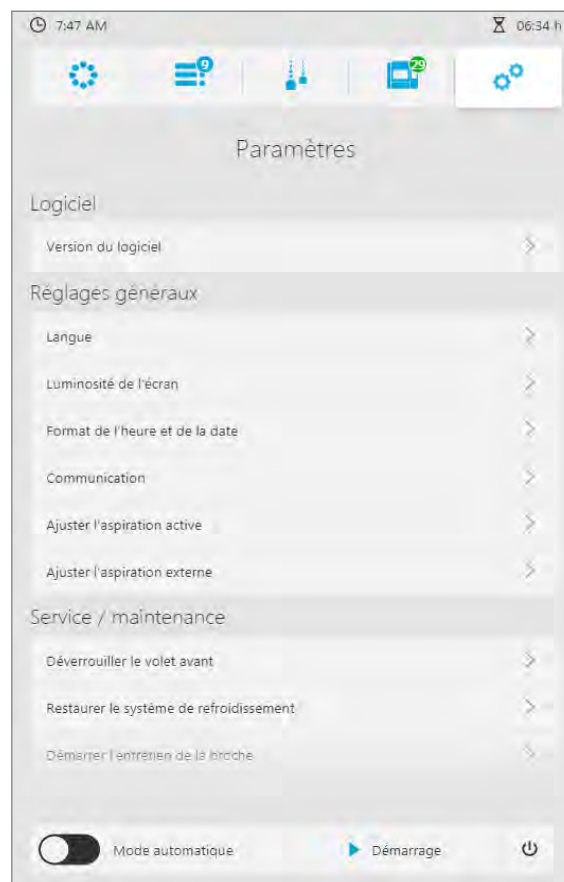 7:47 AM 06:34 h
9 29
Paramètres
Logiciel
Version du logiciel
Réglages généraux
Langue
Luminosité de l'écran
Format de l'heure et de la date
Communication
Ajuster l'aspiration active
Ajuster l'aspiration externe
Service / maintenance
Déverrouiller le volet avant
Restaurer le système de refroidissement
Démarrer l'entretien de la broche
Mode automatique Démarrage